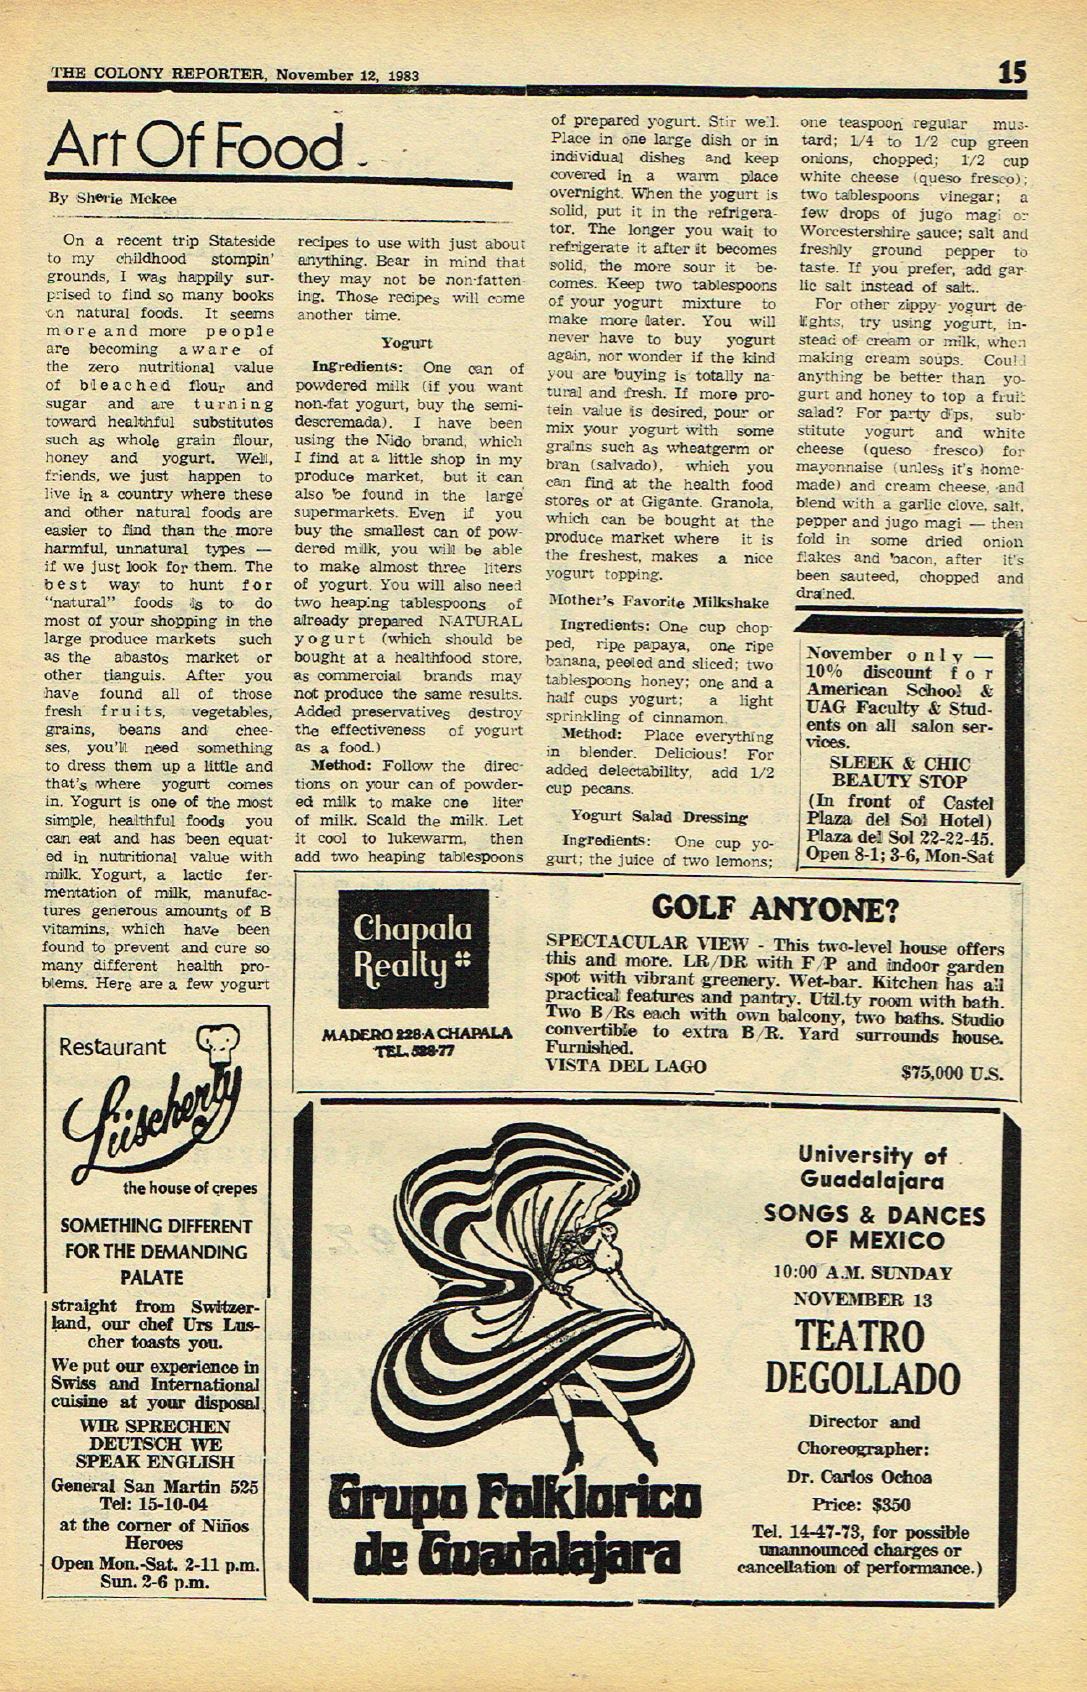 THE COLONY REPORTER, November 12, 1983
15
Art Of Food
By Sherie Mckee
On a recent trip Stateside
to my childhood stompin'
grounds, I was happily sur-
prised to find so many books
on natural foods. It seems
more and more people
are becoming aware of
the zero nutritional value
of bleached flour and
sugar and are turning
toward healthful substitutes
such as whole grain flour,
honey and yogurt. Well,
friends, we just happen to
live in a country where these
and other natural foods are
easier to find than the more
harmful, unnatural types —
if we just look for them. The
best way to hunt for
"natural" foods is to do
most of your shopping in the
large produce markets such
as the abastos market or
other tianguis. After you
have found all of those
fresh fruits, vegetables,
grains, beans and chee-
ses, you'll need something
to dress them up a little and
that's where yogurt comes
in. Yogurt is one of the most
simple, healthful foods you
can eat and has been equat-
ed in nutritional value with
milk. Yogurt, a lactic fer-
mentation of milk, manufac-
tures generous amounts of B
vitamins, which have been
found to prevent and cure so
many different health pro-
blems. Here are a few yogurt
recipes to use with just about
anything. Bear in mind that
they may not be non-fatten-
ing. Those recipes will come
another time.
Yogurt
Ingredients: One can of
powdered milk (if you want
non-fat yogurt, buy the semi-
descremada). I have been
using the Nido brand, which
I find at a little shop in my
produce market, but it can
also be found in the large
supermarkets. Even if you
buy the smallest can of pow-
dered milk, you will be able
to make almost three liters
of yogurt. You will also need
two heaping tablespoons of
already prepared NATURAL
yogurt (which should be
bought at a healthfood store,
as commercial brands may
not produce the same results.
Added preservatives destroy
the effectiveness of yogurt
as a food.)
Method: Follow the direc-
tions on your can of powder-
ed milk to make one liter
of milk. Scald the milk. Let
it cool to lukewarm, then
add two heaping tablespoons
of prepared yogurt. Stir well.
Place in one large dish or in
individual dishes and keep
covered in a warm place
overnight. When the yogurt is
solid, put it in the refrigera-
tor. The longer you wait to
refrigerate it after it becomes
solid, the more sour it be-
comes. Keep two tablespoons
of your yogurt mixture to
make more later. You will
never have to buy yogurt
again, nor wonder if the kind
you are buying is totally na-
tural and fresh. If more pro-
tein value is desired, pour or
mix your yogurt with some
grains such as wheatgerm or
bran (salvado), which you
can find at the health food
stores or at Gigante. Granola,
which can be bought at the
produce market where it is
the freshest, makes a nice
yogurt topping.
Mother's Favorite Milkshake
Ingredients: One cup chop-
ped, ripe papaya, one ripe
banana, peeled and sliced; two
tablespoons honey; one and a
half cups yogurt; a light
sprinkling of cinnamon.
Method: Place everything
in blender. Delicious! For
added delectability, add 1/2
cup pecans.
Yogurt Salad Dressing
Ingredients: One cup yo-
gurt; the juice of two lemons;
one teaspoon regular mus-
tard; 1/4 to 1/2 cup green
onions, chopped; 1/2 cup
white cheese (queso fresco);
two tablespoons vinegar; a
few drops of jugo magi or
Worcestershire sauce; salt and
freshly ground pepper to
taste. If you prefer, add gar-
lic salt instead of salt..
For other zippy yogurt de-
lights, try using yogurt, in-
stead of cream or milk, when
making cream soups. Could
anything be better than yo-
gurt and honey to top a fruit
salad? For party dips, sub-
stitute yogurt and white
cheese (queso fresco) for
mayonnaise (unless it's home-
made) and cream cheese, and
blend with a garlic clove, salt,
pepper and jugo magi — then
fold in some dried onion
flakes and bacon, after it's
been sauteed, chopped and
drained.
November only —
10% discount for
American School &
UAG Faculty & Stud-
ents on all salon ser-
vices.
SLEEK & CHIC
BEAUTY STOP
(In front of Castel
Plaza del Sol Hotel)
Plaza del Sol 22-22-45.
Open 8-1; 3-6, Mon-Sat
Chapala
Realty
MADERO 228-A CHAPALA
TEL. 528-77
GOLF ANYONE?
SPECTACULAR VIEW - This two-level house offers
this and more. LR/DR with F/P and indoor garden
spot with vibrant greenery. Wet-bar. Kitchen has all
practical features and pantry. Util.ty room with bath.
Two B/Rs each with own balcony, two baths. Studio
convertible to extra B/R. Yard surrounds house.
Furnished.
VISTA DEL LAGO
$75,000 U.S.
Restaurant
Lüscherly
the house of crepes
SOMETHING DIFFERENT
FOR THE DEMANDING
PALATE
straight from Switzer-
land, our chef Urs Lus-
cher toasts you.
We put our experience in
Swiss and International
cuisine at your disposal
WIR SPRECHEN
DEUTSCH WE
SPEAK ENGLISH
General San Martin 525
Tel: 15-10-04
at the corner of Niños
Heroes
Open Mon.-Sat. 2-11 p.m.
Sun. 2-6 p.m.
Grupo Folklorico
de Guadalajara
University of
Guadalajara
SONGS & DANCES
OF MEXICO
10:00 A.M. SUNDAY
NOVEMBER 13
TEATRO
DEGOLLADO
Director and
Choreographer:
Dr. Carlos Ochoa
Price: $350
Tel. 14-47-73, for possible
unannounced charges or
cancellation of performance.)